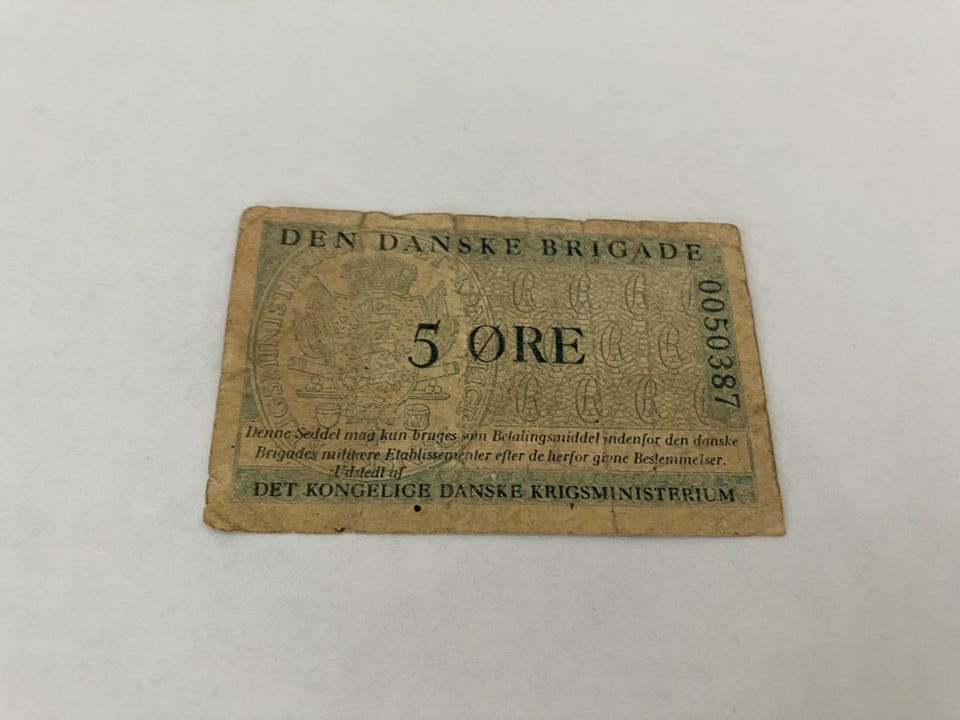 DEN DANSKE BRIGADE
0050387
5 ØRE
Denne Seddel maa kun bruges som Betalingsmiddel indenfor den danske
Brigades militære Etablissementer efter de herfor givne Bestemmelser.
Udstedt af
DET KONGELIGE DANSKE KRIGSMINISTERIUM